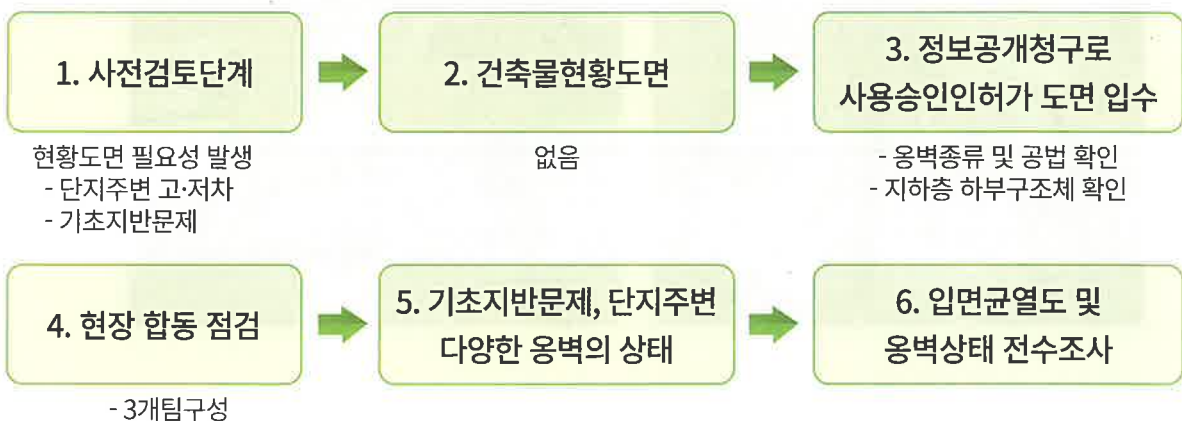 1. 사전검토단계
현황도면 필요성 발생
- 단지주변 고·저차
- 기초지반문제
2. 건축물현황도면
없음
3. 정보공개청구로
사용승인인허가 도면 입수
- 옹벽종류 및 공법 확인
- 지하층 하부구조체 확인
4. 현장 합동 점검
- 3개팀구성
5. 기초지반문제, 단지주변
다양한 옹벽의 상태
6. 입면균열도 및
옹벽상태 전수조사